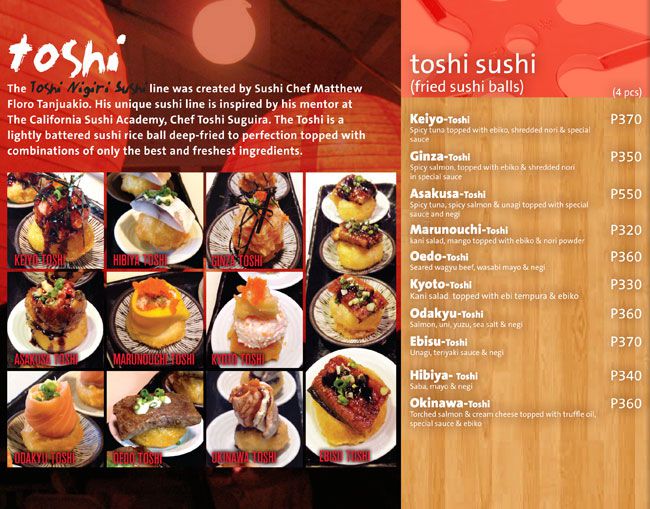 toshi
The Toshi Nigiri Sushi line was created by Sushi Chef Matthew
Floro Tanjuakio. His unique sushi line is inspired by his mentor at
The California Sushi Academy, Chef Toshi Suguira. The Toshi is a
lightly battered sushi rice ball deep-fried to perfection topped with
combinations of only the best and freshest ingredients.
KEIYO TOSHI
HIBIYA TOSHI
GINZA TOSHI
ASAKUSA TOSHI
MARUNOUCHI TOSHI
KYOTO TOSHI
ODAKYU TOSHI
OEDO TOSHI
OKINAWA TOSHI
EBISU TOSHI
toshi sushi
(fried sushi balls) (4 pcs)
Keiyo-Toshi P370
Spicy tuna topped with ebiko, shredded nori & special
sauce
Ginza-Toshi P350
Spicy salmon, topped with ebiko & shredded nori
in special sauce
Asakusa-Toshi P550
Spicy tuna, spicy salmon & unagi topped with special
sauce and negi
Marunouchi-Toshi P320
kani salad, mango topped with ebiko & nori powder
Oedo-Toshi P360
Seared wagyu beef, wasabi mayo & negi
Kyoto-Toshi P330
Kani salad topped with ebi tempura & ebiko
Odakyu-Toshi P360
Salmon, uni, yuzu, sea salt & negi
Ebisu-Toshi P370
Unagi, teriyaki sauce & negi
Hibiya- Toshi P340
Saba, mayo & negi
Okinawa-Toshi P360
Torched salmon & cream cheese topped with truffle oil,
special sauce & ebiko